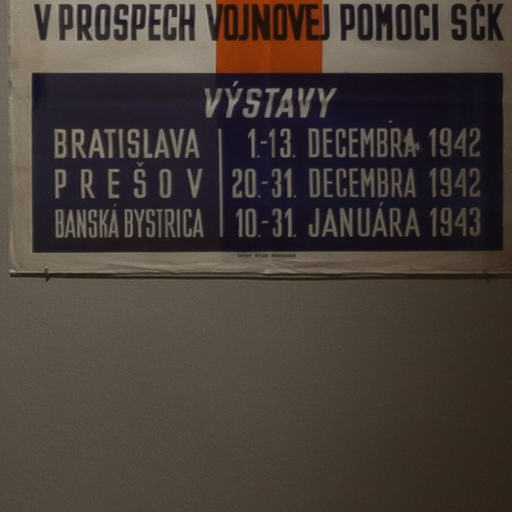 V PROSPECH VOJNOVEJ POMOCI SČK
VÝSTAVY
BRATISLAVA 1.-13. DECEMBRA 1942
PREŠOV 20.-31. DECEMBRA 1942
BANSKÁ BYSTRICA 10.-31. JANUÁRA 1943